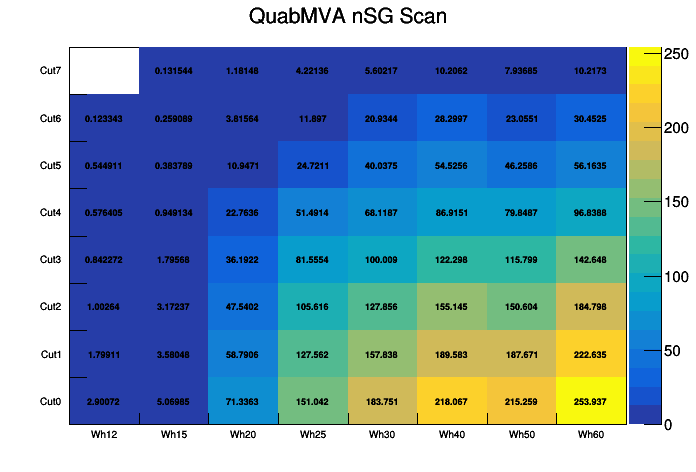 QuabMVA nSG Scan
Cut7 0.131544 1.18148 4.22136 5.60217 10.2062 7.93685 10.2173
Cut6 0.123343 0.259089 3.81564 11.897 20.9344 28.2997 23.0551 30.4525
Cut5 0.544911 0.383789 10.9471 24.7211 40.0375 54.5256 46.2586 56.1635
Cut4 0.576405 0.949134 22.7636 51.4914 68.1187 86.9151 79.8487 96.8388
Cut3 0.842272 1.79568 36.1922 81.5554 100.009 122.298 115.799 142.648
Cut2 1.00264 3.17237 47.5402 105.616 127.856 155.145 150.604 184.798
Cut1 1.79911 3.58048 58.7906 127.562 157.838 189.583 187.671 222.635
Cut0 2.90072 5.06985 71.3363 151.042 183.751 218.067 215.259 253.937
Wh12 Wh15 Wh20 Wh25 Wh30 Wh40 Wh50 Wh60
250
200
150
100
50
0